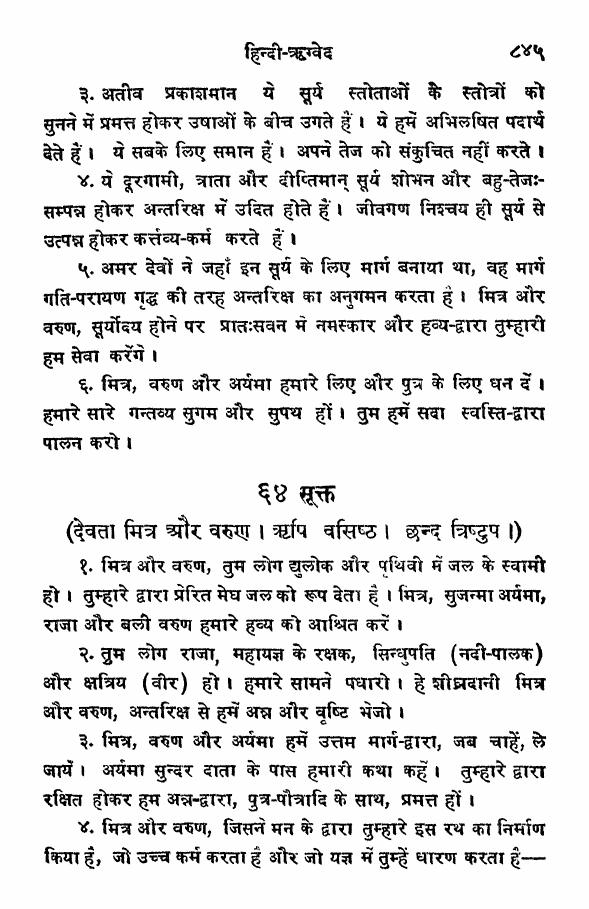 हिन्दी-ऋग्वेद ८४५
३. अतीव प्रकाशमान ये सूर्य स्तोताओं के स्तोत्रों को
सुनने में प्रमत्त होकर उषाओं के बीच उगते हैं। ये हमें अभिलषित पदार्थ
देते हैं। ये सबके लिए समान हैं। अपने तेज को संकुचित नहीं करते।
४. ये दूरगामी, त्राता और दीप्तिमान् सूर्य शोभन और बहु-तेजः-
सम्पन्न होकर अन्तरिक्ष में उदित होते हैं। जीवगण निश्चय ही सूर्य से
उत्पन्न होकर कर्त्तव्य-कर्म करते हैं।
५. अमर देवों ने जहाँ इन सूर्य के लिए मार्ग बनाया था, वह मार्ग
गति-परायण गृद्ध की तरह अन्तरिक्ष का अनुगमन करता है। मित्र और
वरुण, सूर्योदय होने पर प्रातःसवन में नमस्कार और हव्य-द्वारा तुम्हारी
हम सेवा करेंगे।
६. मित्र, वरुण और अर्यमा हमारे लिए और पुत्र के लिए धन दें।
हमारे सारे गन्तव्य सुगम और सुपथ हों। तुम हमें सदा स्वस्ति-द्वारा
पालन करो।
६४ सूक्त
(देवता मित्र और वरुण। ऋषि वसिष्ठ। छन्द त्रिष्टुप।)
१. मित्र और वरुण, तुम लोग द्युलोक और पृथिवी में जल के स्वामी
हो। तुम्हारे द्वारा प्रेरित मेघ जल को रूप देता है। मित्र, सुजन्मा अर्यमा,
राजा और बली वरुण हमारे हव्य को आश्रित करें।
२. तुम लोग राजा, महायज्ञ के रक्षक, सिन्धुपति (नदी-पालक)
और क्षत्रिय (वीर) हो। हमारे सामने पधारो। हे शीघ्रदानी मित्र
और वरुण, अन्तरिक्ष से हमें अन्न और वृष्टि भेजो।
३. मित्र, वरुण और अर्यमा हमें उत्तम मार्ग-द्वारा, जब चाहें, ले
जायें। अर्यमा सुन्दर दाता के पास हमारी कथा कहें। तुम्हारे द्वारा
रक्षित होकर हम अन्न-द्वारा, पुत्र-पौत्रादि के साथ, प्रमत्त हों।
४. मित्र और वरुण, जिसने मन के द्वारा तुम्हारे इस रथ का निर्माण
किया है, जो उच्च कर्म करता है और जो यज्ञ में तुम्हें धारण करता है—